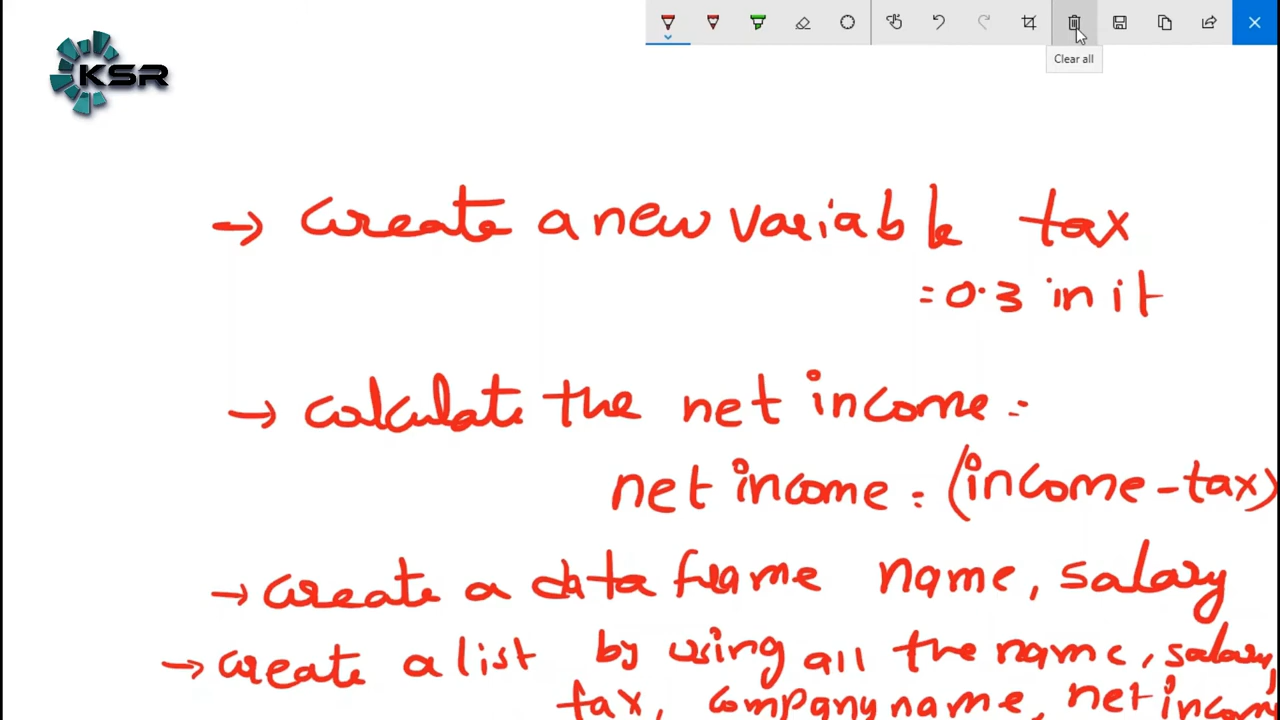 KSR
Clear all
→ create a new variable tax
= 0.3 in it
→ calculate the net income =
net income = (income - tax)
→ create a data frame name, salary
→ create a list by using all the name, salary,
tax, company name, net income